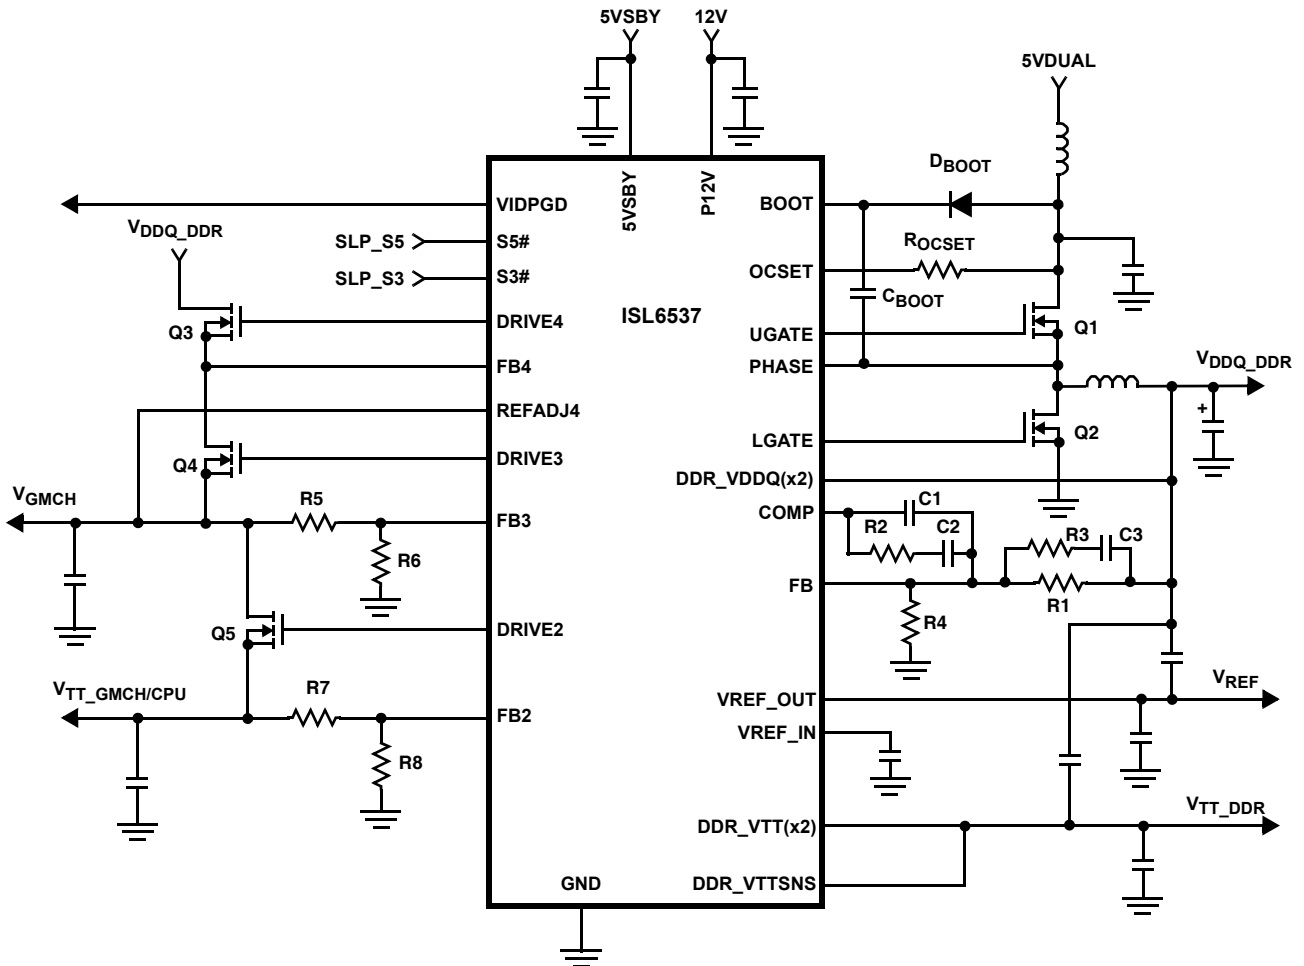 5VSBY 12V
5VDUAL
DBOOT
5VSBY
P12V
VIDPGD
BOOT
VDDQ_DDR
SLP_S5
S5#
ROCSET
SLP_S3
S3#
OCSET
CBOOT
Q3
DRIVE4
ISL6537
UGATE
Q1
FB4
PHASE
VDDQ_DDR
REFADJ4
+
Q4
DRIVE3
LGATE
Q2
DDR_VDDQ(x2)
VGMCH
R5
FB3
COMP
C1
R2
C2
R3
C3
R6
FB
R1
Q5
DRIVE2
R4
VTT_GMCH/CPU
R7
FB2
VREF_OUT
VREF
VREF_IN
R8
DDR_VTT(x2)
VTT_DDR
GND
DDR_VTTSNS